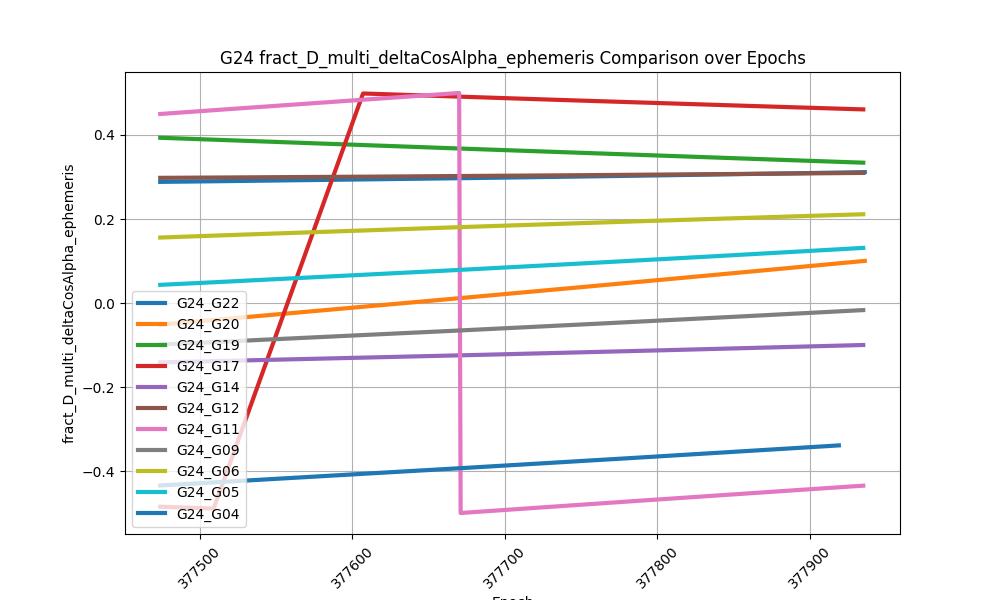 G24 fract_D_multi_deltaCosAlpha_ephemeris Comparison over Epochs
fract_D_multi_deltaCosAlpha_ephemeris
0.4
0.2
0.0
−0.2
−0.4
G24_G22
G24_G20
G24_G19
G24_G17
G24_G14
G24_G12
G24_G11
G24_G09
G24_G06
G24_G05
G24_G04
377500
377600
377700
377800
377900
Epoch